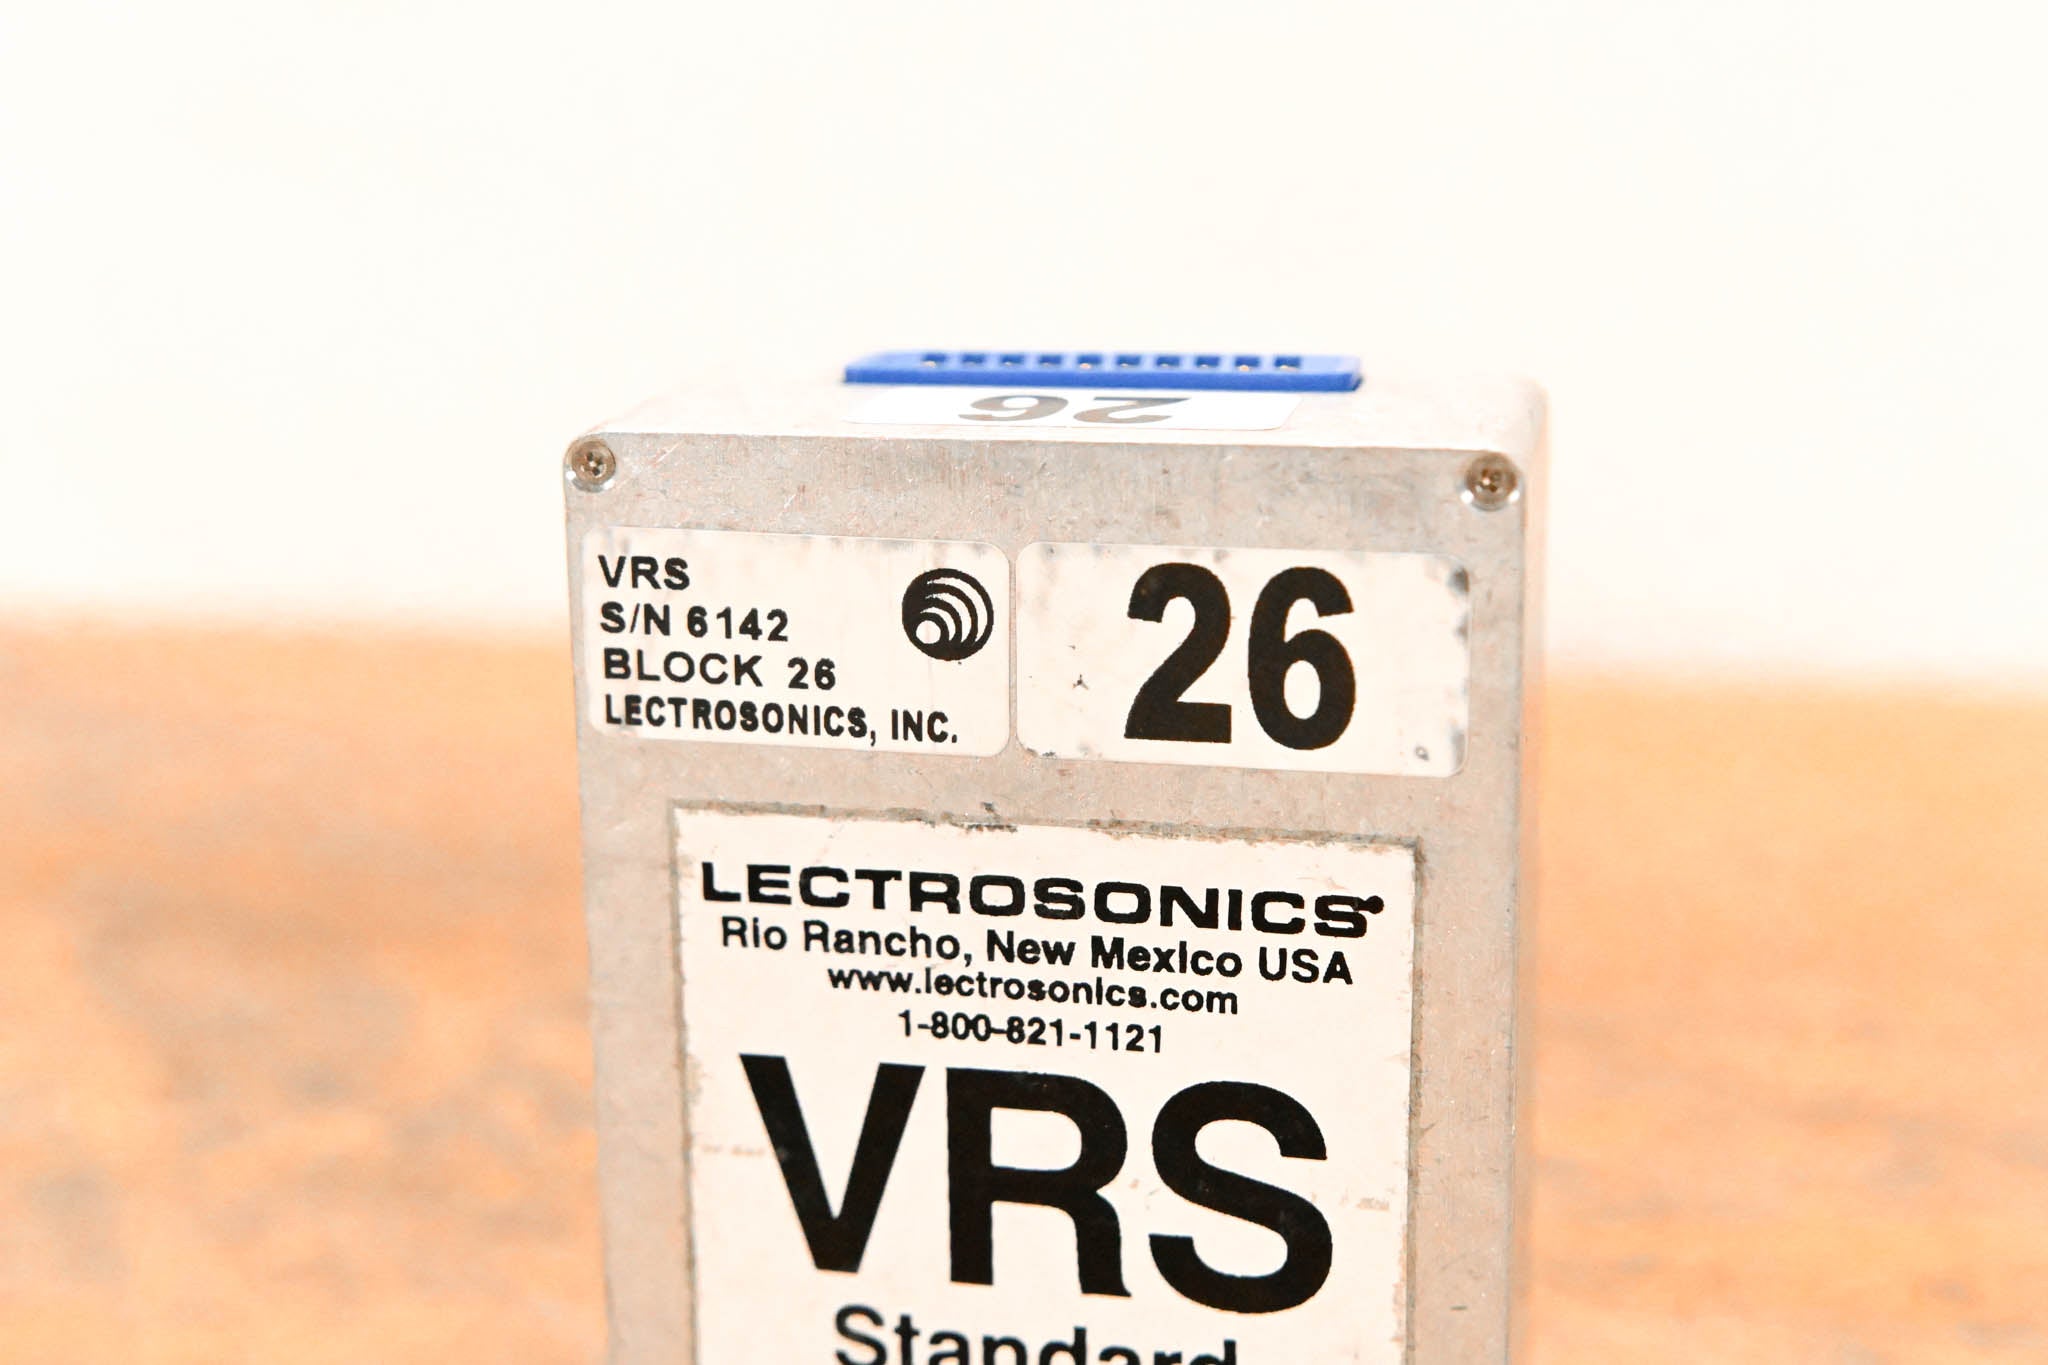 26
VRS
S/N 6142
BLOCK 26
LECTROSONICS, INC.
26
LECTROSONICS
Rio Rancho, New Mexico USA
www.lectrosonics.com
1-800-821-1121
VRS
Standard